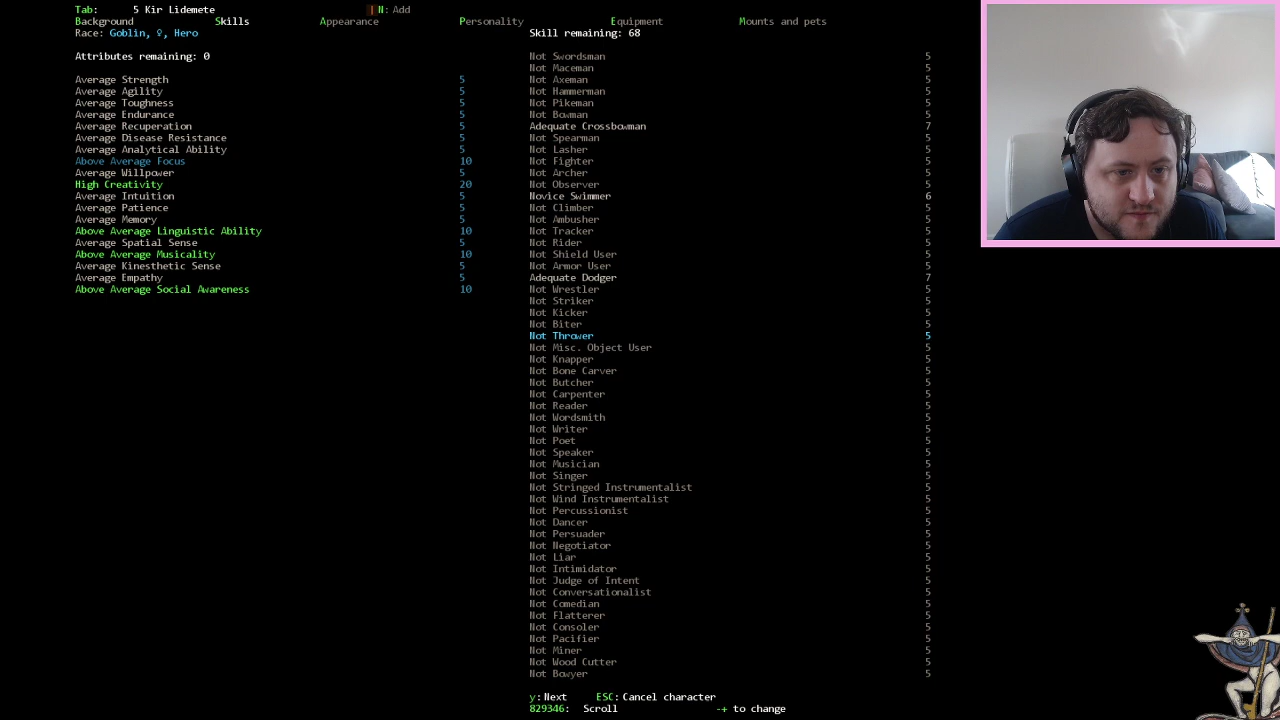 Tab: 5 Kir Lidemete N: Add
Background Skills Appearance Personality Equipment Mounts and pets
Race: Goblin, ♀, Hero Skill remaining: 68
Attributes remaining: 0 Not Swordsman 5
Not Maceman 5
Average Strength 5 Not Axeman 5
Average Agility 5 Not Hammerman 5
Average Toughness 5 Not Pikeman 5
Average Endurance 5 Not Bowman 5
Average Recuperation 5 Adequate Crossbowman 7
Average Disease Resistance 5 Not Spearman 5
Average Analytical Ability 5 Not Lasher 5
Above Average Focus 10 Not Fighter 5
Average Willpower 5 Not Archer 5
High Creativity 20 Not Observer 5
Average Intuition 5 Novice Swimmer 6
Average Patience 5 Not Climber 5
Average Memory 5 Not Ambusher 5
Above Average Linguistic Ability 10 Not Tracker 5
Average Spatial Sense 5 Not Rider 5
Above Average Musicality 10 Not Shield User 5
Average Kinesthetic Sense 5 Not Armor User 5
Average Empathy 5 Adequate Dodger 7
Above Average Social Awareness 10 Not Wrestler 5
Not Striker 5
Not Kicker 5
Not Biter 5
Not Thrower 5
Not Misc. Object User 5
Not Knapper 5
Not Bone Carver 5
Not Butcher 5
Not Carpenter 5
Not Reader 5
Not Wordsmith 5
Not Writer 5
Not Poet 5
Not Speaker 5
Not Musician 5
Not Singer 5
Not Stringed Instrumentalist 5
Not Wind Instrumentalist 5
Not Percussionist 5
Not Dancer 5
Not Persuader 5
Not Negotiator 5
Not Liar 5
Not Intimidator 5
Not Judge of Intent 5
Not Conversationalist 5
Not Comedian 5
Not Flatterer 5
Not Consoler 5
Not Pacifier 5
Not Miner 5
Not Wood Cutter 5
Not Bowyer 5
y: Next ESC: Cancel character
829346: Scroll -+ to change